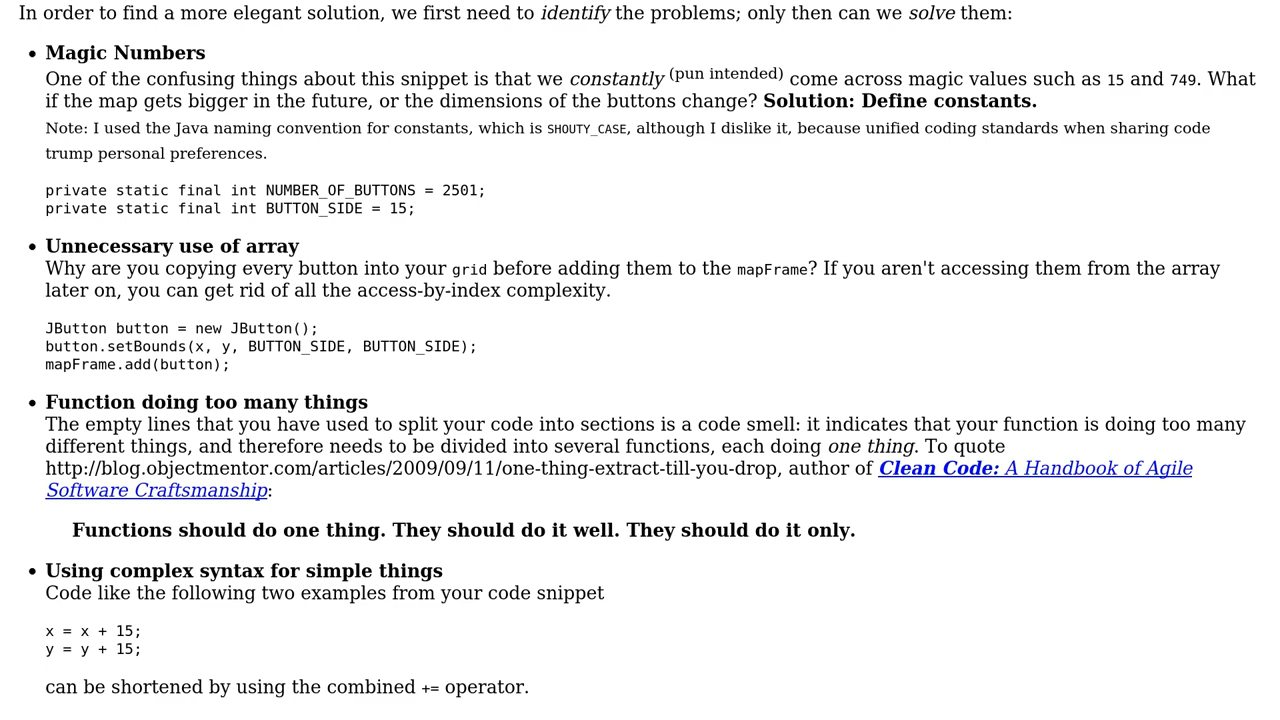 In order to find a more elegant solution, we first need to identify the problems; only then can we solve them:
• Magic Numbers
One of the confusing things about this snippet is that we constantly (pun intended) come across magic values such as 15 and 749. What
if the map gets bigger in the future, or the dimensions of the buttons change? Solution: Define constants.
Note: I used the Java naming convention for constants, which is SHOUTY_CASE, although I dislike it, because unified coding standards when sharing code
trump personal preferences.
private static final int NUMBER_OF_BUTTONS = 2501;
private static final int BUTTON_SIDE = 15;
• Unnecessary use of array
Why are you copying every button into your grid before adding them to the mapFrame? If you aren't accessing them from the array
later on, you can get rid of all the access-by-index complexity.
JButton button = new JButton();
button.setBounds(x, y, BUTTON_SIDE, BUTTON_SIDE);
mapFrame.add(button);
• Function doing too many things
The empty lines that you have used to split your code into sections is a code smell: it indicates that your function is doing too many
different things, and therefore needs to be divided into several functions, each doing one thing. To quote
http://blog.objectmentor.com/articles/2009/09/11/one-thing-extract-till-you-drop, author of Clean Code: A Handbook of Agile
Software Craftsmanship:
Functions should do one thing. They should do it well. They should do it only.
• Using complex syntax for simple things
Code like the following two examples from your code snippet
x = x + 15;
y = y + 15;
can be shortened by using the combined += operator.